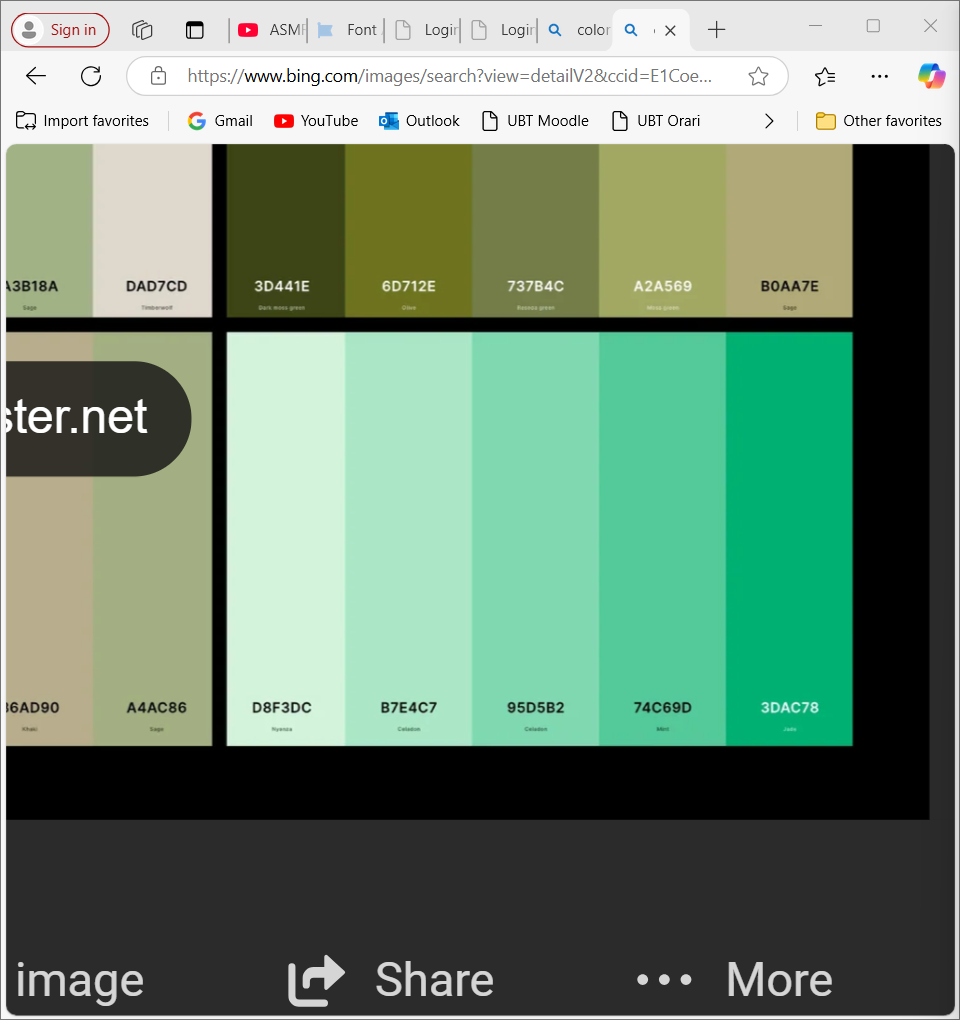 Sign in
ASMR
Font
Login
Login
color
https://www.bing.com/images/search?view=detailV2&ccid=E1Coe...
Import favorites
Gmail
YouTube
Outlook
UBT Moodle
UBT Orari
Other favorites
A3B18A DAD7CD 3D441E 6D712E 737B4C A2A569 B0AA7E
Sage Timberwolf Dark moss green Olive Reseda green Moss green Sage
ster.net
36AD90 A4AC86 D8F3DC B7E4C7 95D5B2 74C69D 3DAC78
Khaki Sage Nyanza Celadon Celadon Mint Jade
image
Share
More